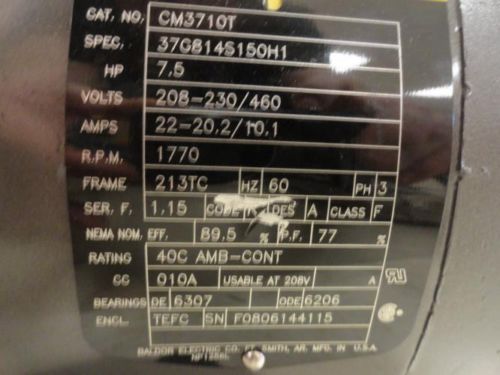 CAT. NO. CM3710T
SPEC. 37G814S150H1
HP 7.5
VOLTS 208-230/460
AMPS 22-20.2/10.1
R.P.M. 1770
FRAME 213TC HZ 60 PH 3
SER. F. 1.15 CODE DES A CLASS F
NEMA NOM. EFF. 89.5 % P.F. 77 %
RATING 40C AMB-CONT
CC 010A USABLE AT 208V A
BEARINGS DE 6307 ODE 6206
ENCL. TEFC SN F0806144115
BALDOR ELECTRIC CO. FT. SMITH, AR. MFG. IN U.S.A.